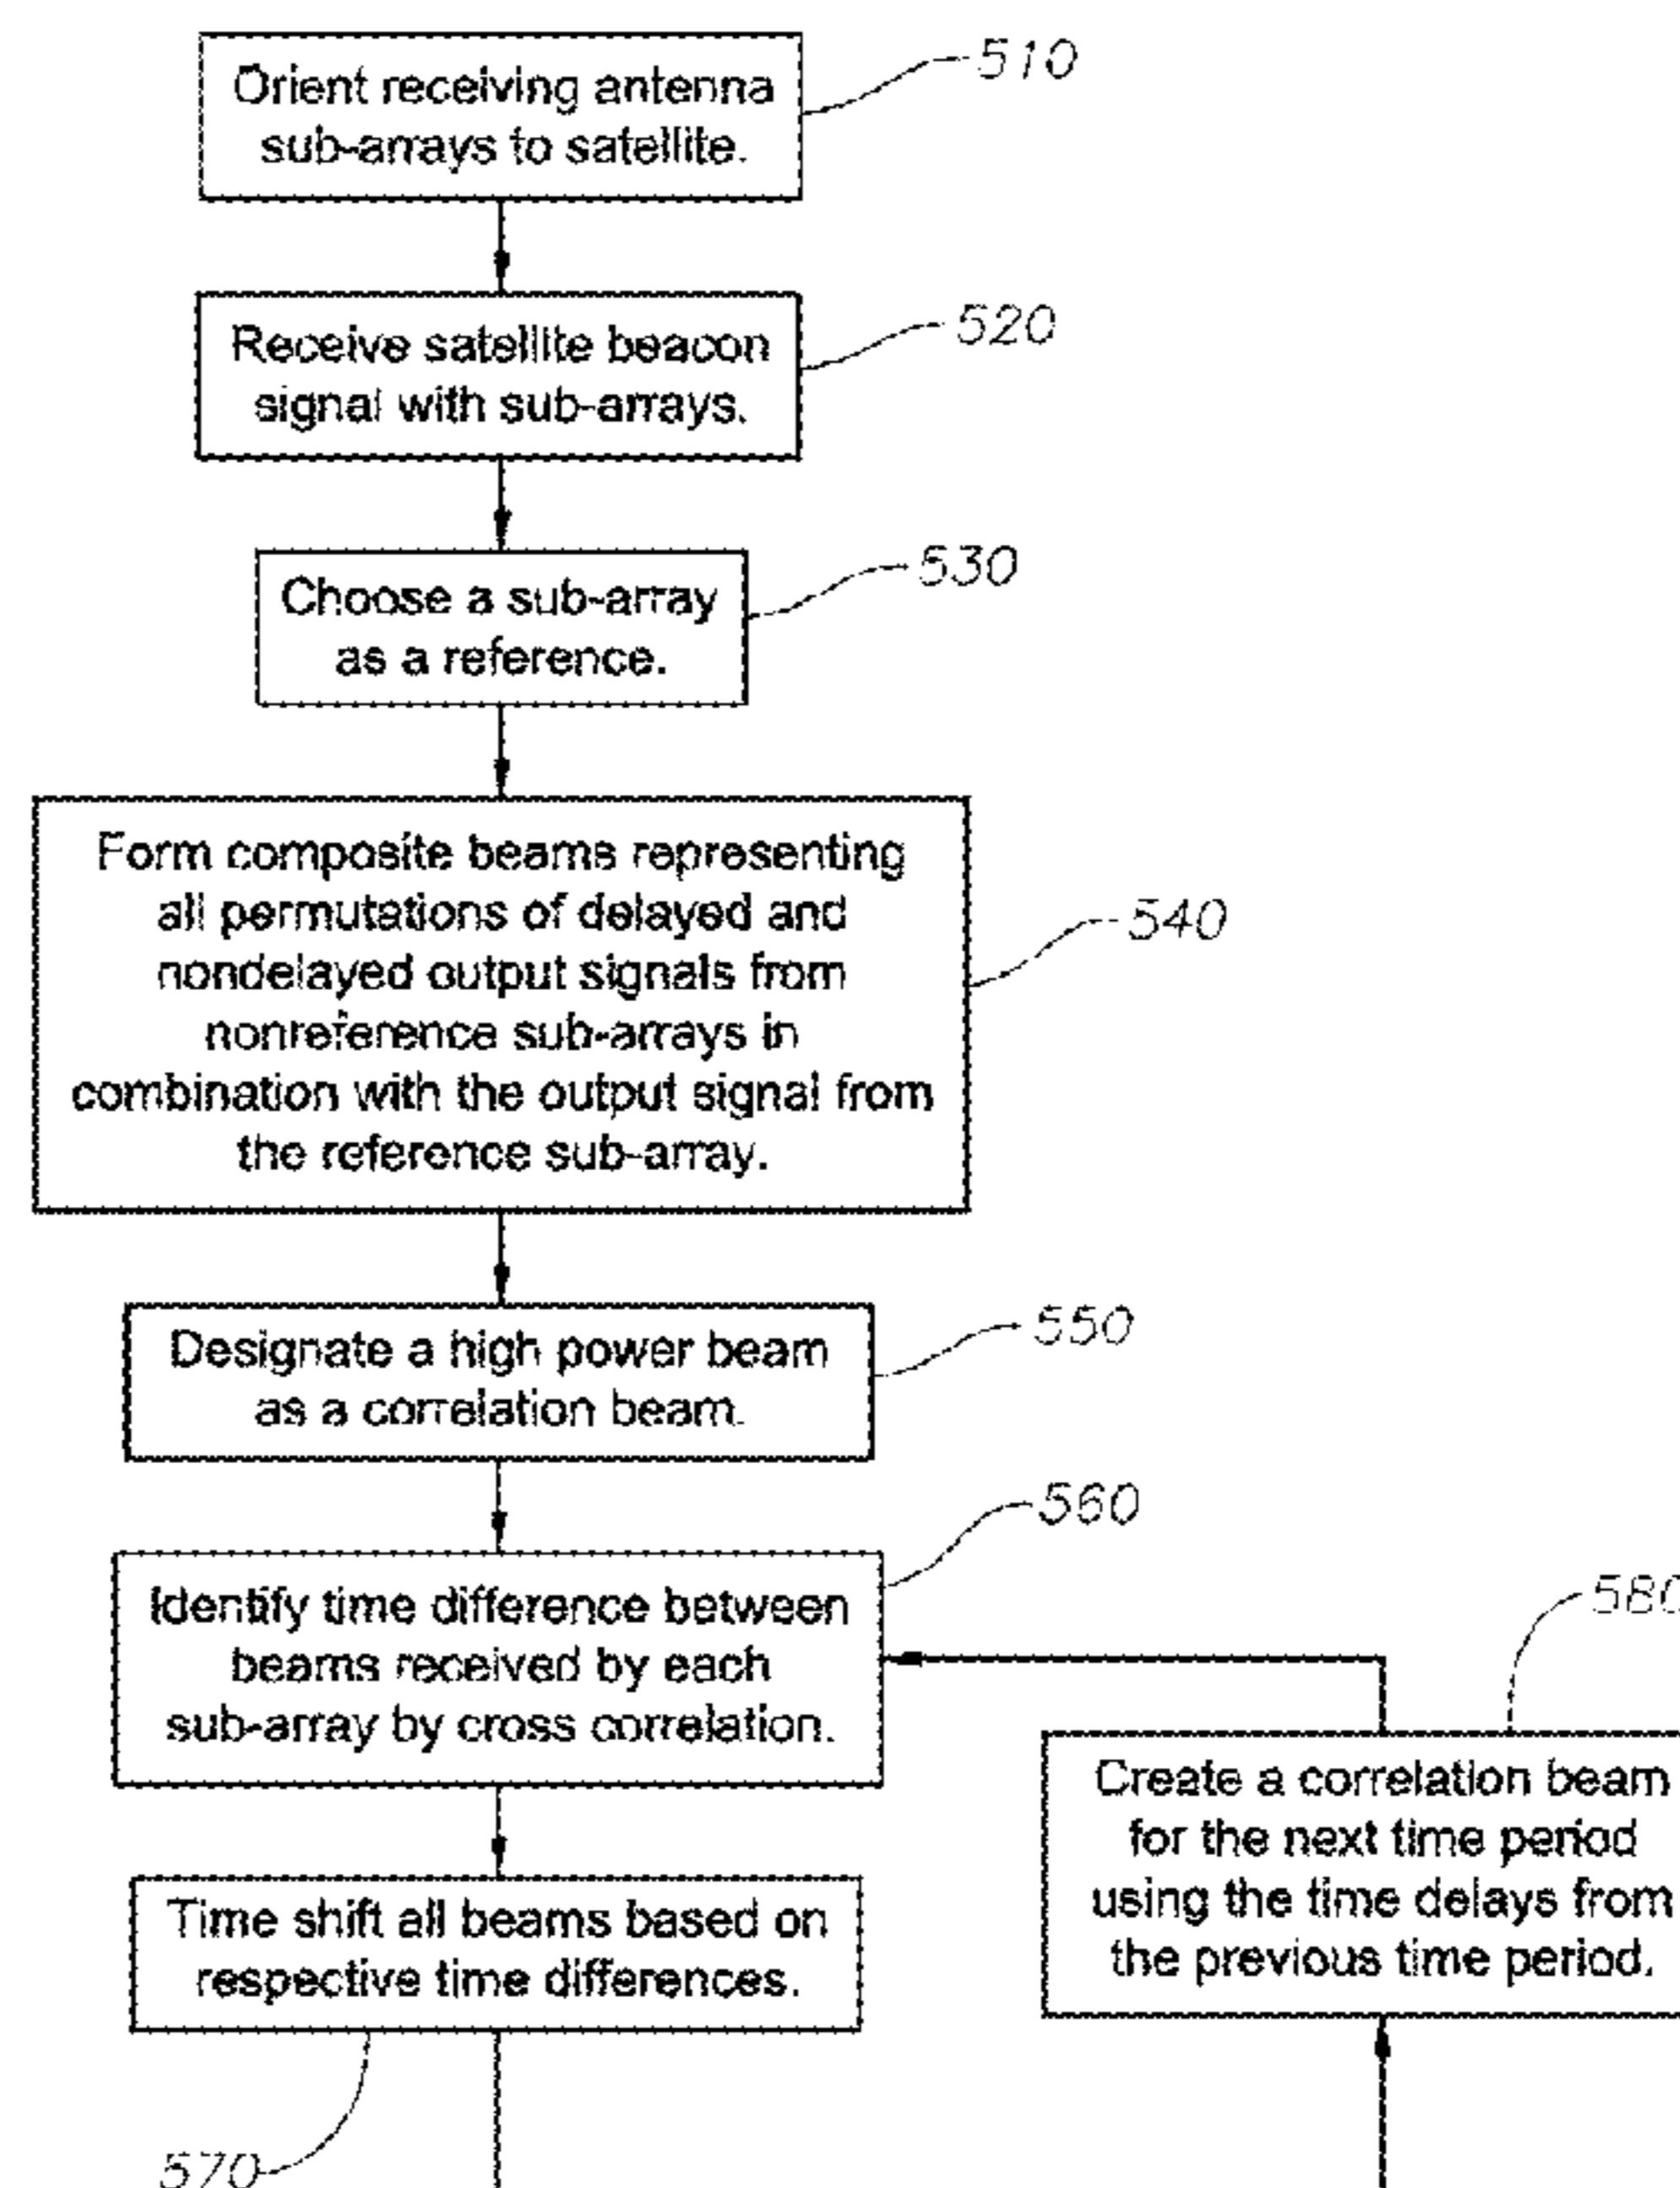 Orient receiving antenna
sub-arrays to satellite.
510
Receive satellite beacon
signal with sub-arrays.
520
Choose a sub-array
as a reference.
530
Form composite beams representing
all permutations of delayed and
nondelayed output signals from
nonreference sub-arrays in
combination with the output signal from
the reference sub-array.
540
Designate a high power beam
as a correlation beam.
550
Identify time difference between
beams received by each
sub-array by cross correlation.
560
Time shift all beams based on
respective time differences.
570
Create a correlation beam
for the next time period
using the time delays from
the previous time period.
580